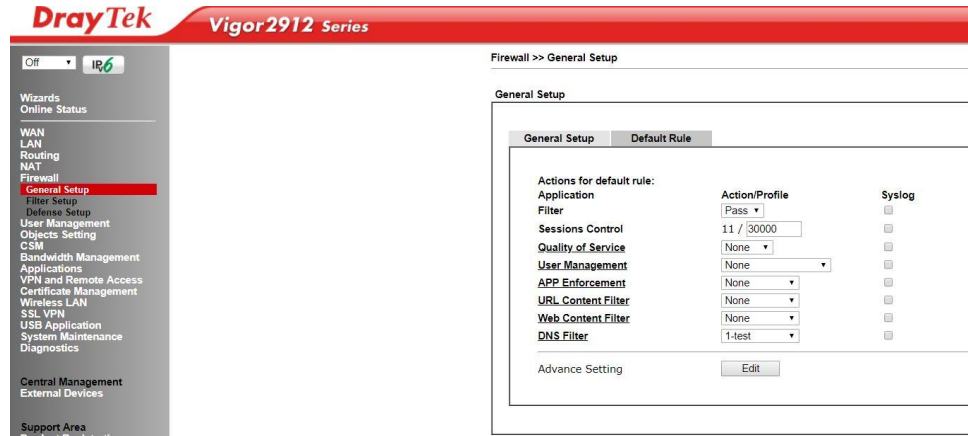 DrayTek Vigor2912 Series
Off IPv6
Wizards
Online Status
WAN
LAN
Routing
NAT
Firewall
General Setup
Filter Setup
Defense Setup
User Management
Objects Setting
CSM
Bandwidth Management
Applications
VPN and Remote Access
Certificate Management
Wireless LAN
SSL VPN
USB Application
System Maintenance
Diagnostics
Central Management
External Devices
Support Area
Firewall >> General Setup
General Setup
General Setup Default Rule
Actions for default rule:
Application Action/Profile Syslog
Filter Pass
Sessions Control 11 / 30000
Quality of Service None
User Management None
APP Enforcement None
URL Content Filter None
Web Content Filter None
DNS Filter 1-test
Advance Setting Edit